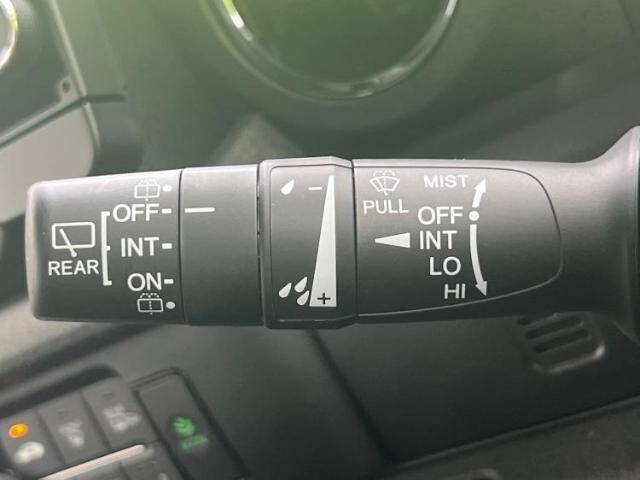 OFF
INT
ON
REAR
−
+
PULL
MIST
OFF
INT
LO
HI